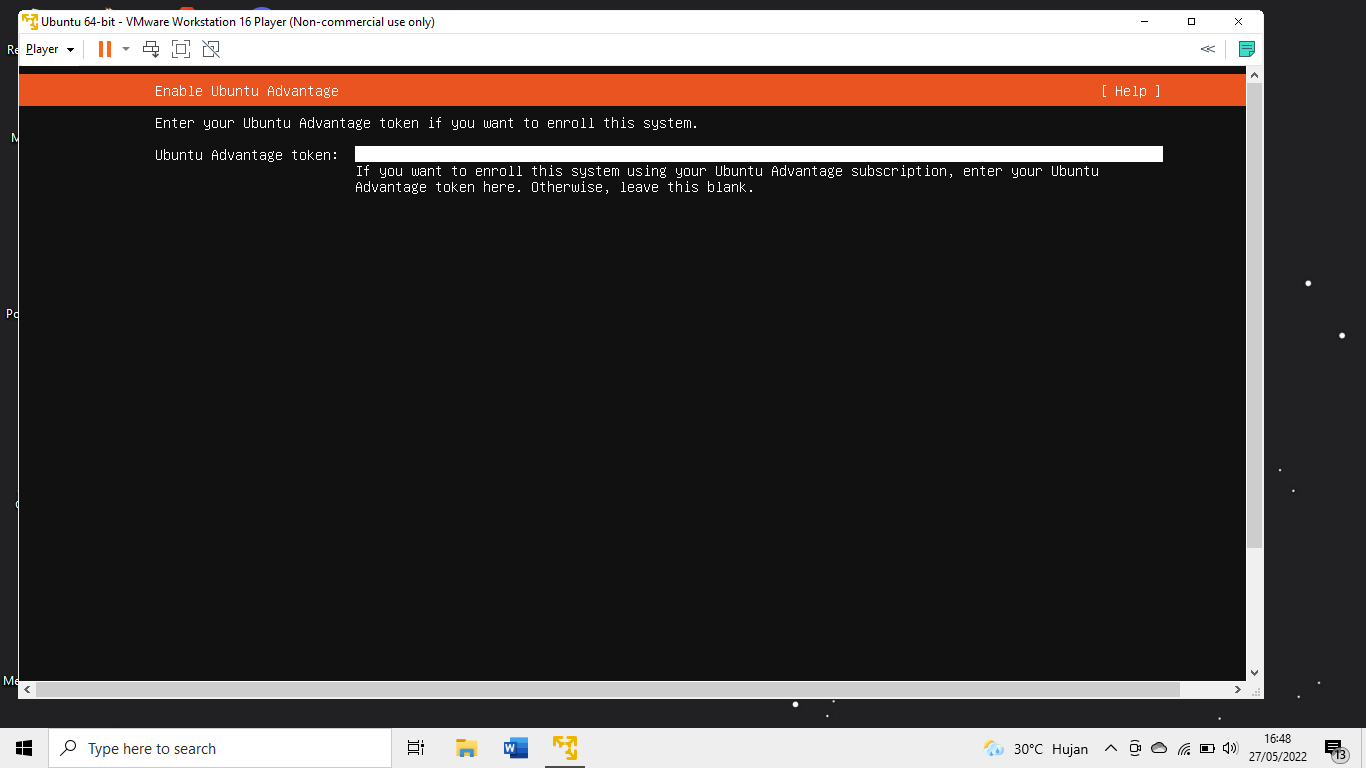 Ubuntu 64-bit - VMware Workstation 16 Player (Non-commercial use only)
Re
Player
Enable Ubuntu Advantage [ Help ]
Enter your Ubuntu Advantage token if you want to enroll this system.
M
Ubuntu Advantage token:
If you want to enroll this system using your Ubuntu Advantage subscription, enter your Ubuntu
Advantage token here. Otherwise, leave this blank.
Po
Me
Type here to search
30°C Hujan
16:48
27/05/2022
13